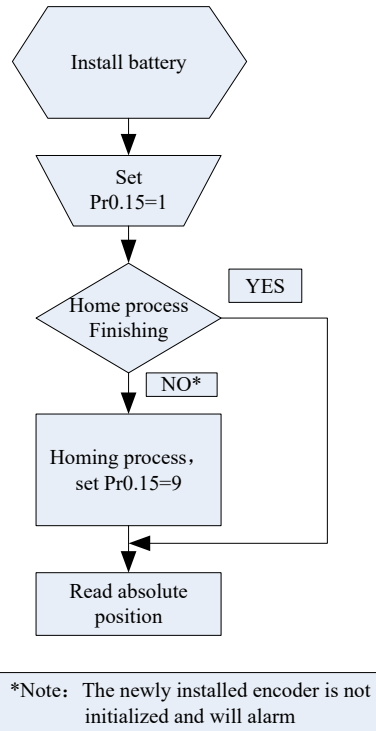 Install battery
Set
Pr0.15=1
Home process
Finishing
YES
NO*
Homing process，
set Pr0.15=9
Read absolute
position
*Note：The newly installed encoder is not
initialized and will alarm